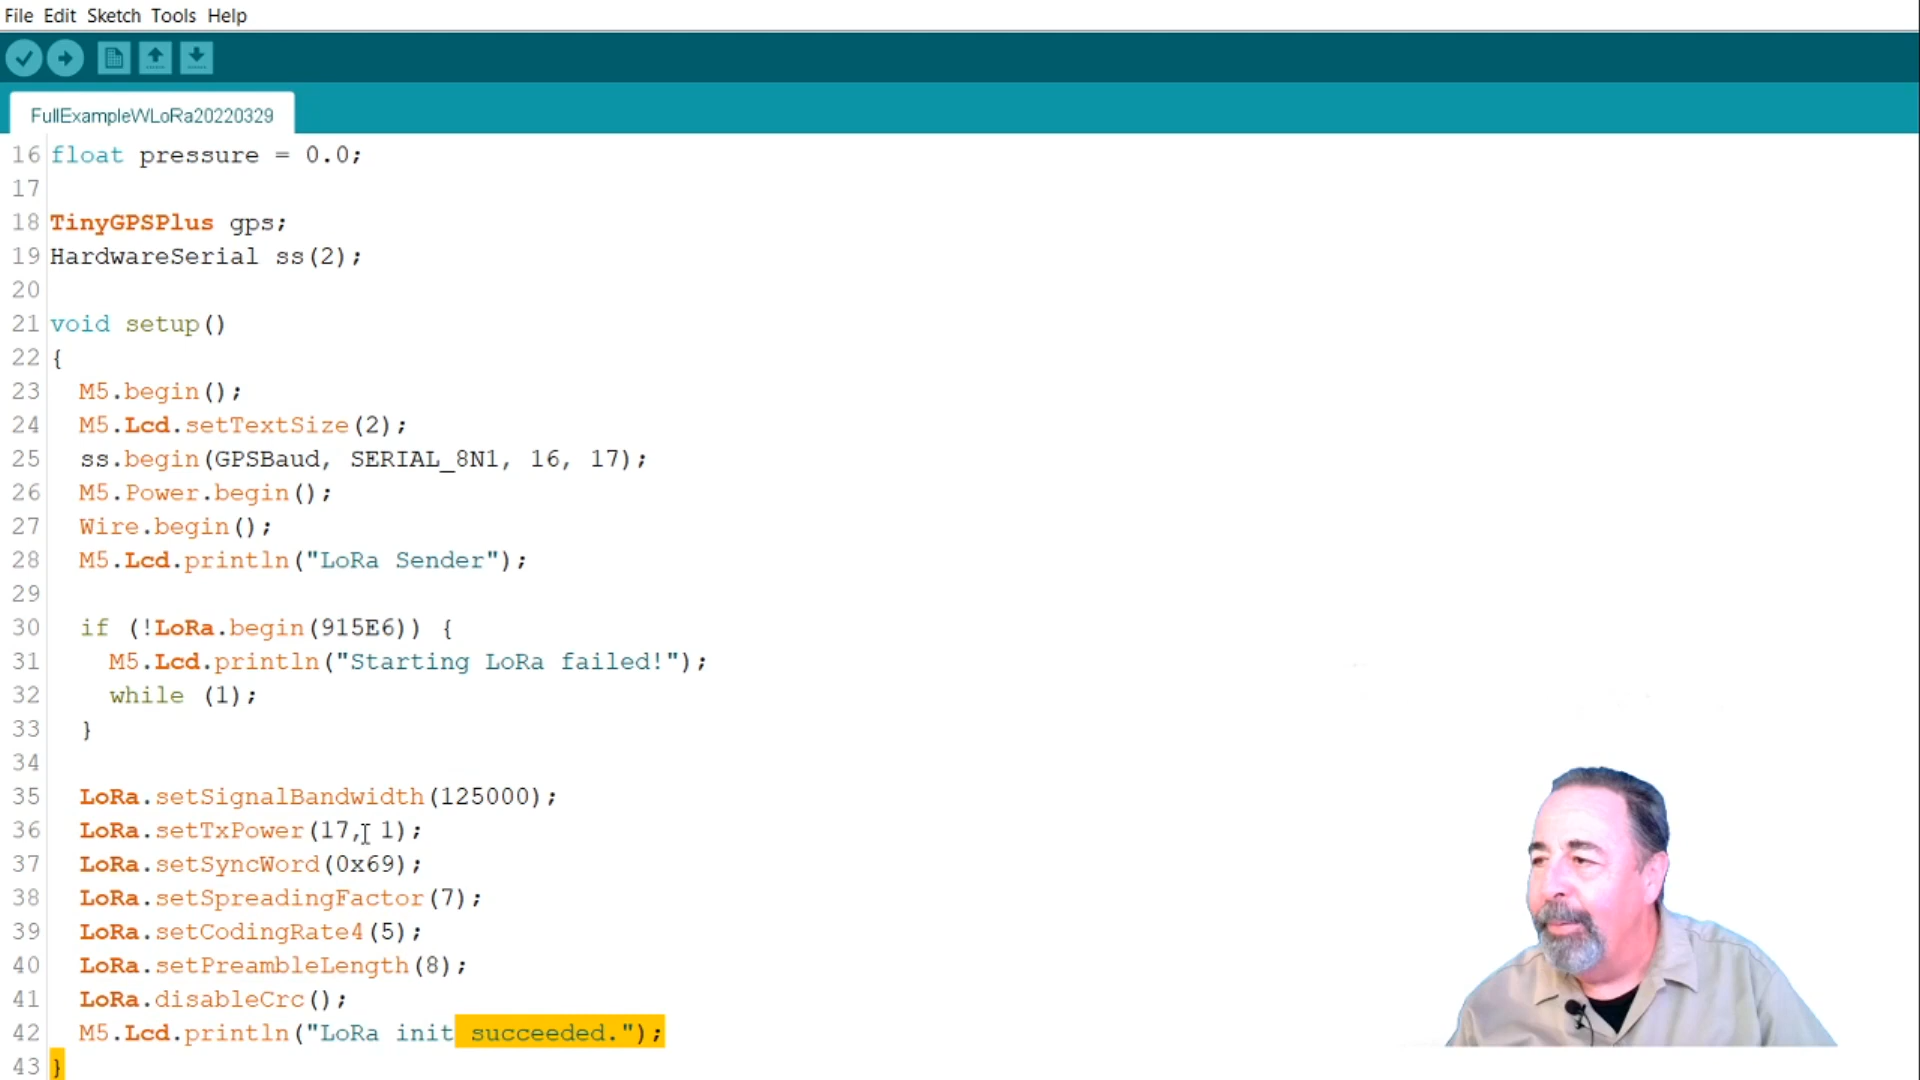 File Edit Sketch Tools Help
FullExampleWLoRa20220329
16 float pressure = 0.0;
17
18 TinyGPSPlus gps;
19 HardwareSerial ss(2);
20
21 void setup()
22 {
23 M5.begin();
24 M5.Lcd.setTextSize(2);
25 ss.begin(GPSBaud, SERIAL_8N1, 16, 17);
26 M5.Power.begin();
27 Wire.begin();
28 M5.Lcd.println("LoRa Sender");
29
30 if (!LoRa.begin(915E6)) {
31 M5.Lcd.println("Starting LoRa failed!");
32 while (1);
33 }
34
35 LoRa.setSignalBandwidth(125000);
36 LoRa.setTxPower(17, 1);
37 LoRa.setSyncWord(0x69);
38 LoRa.setSpreadingFactor(7);
39 LoRa.setCodingRate4(5);
40 LoRa.setPreambleLength(8);
41 LoRa.disableCrc();
42 M5.Lcd.println("LoRa init succeeded.");
43 }